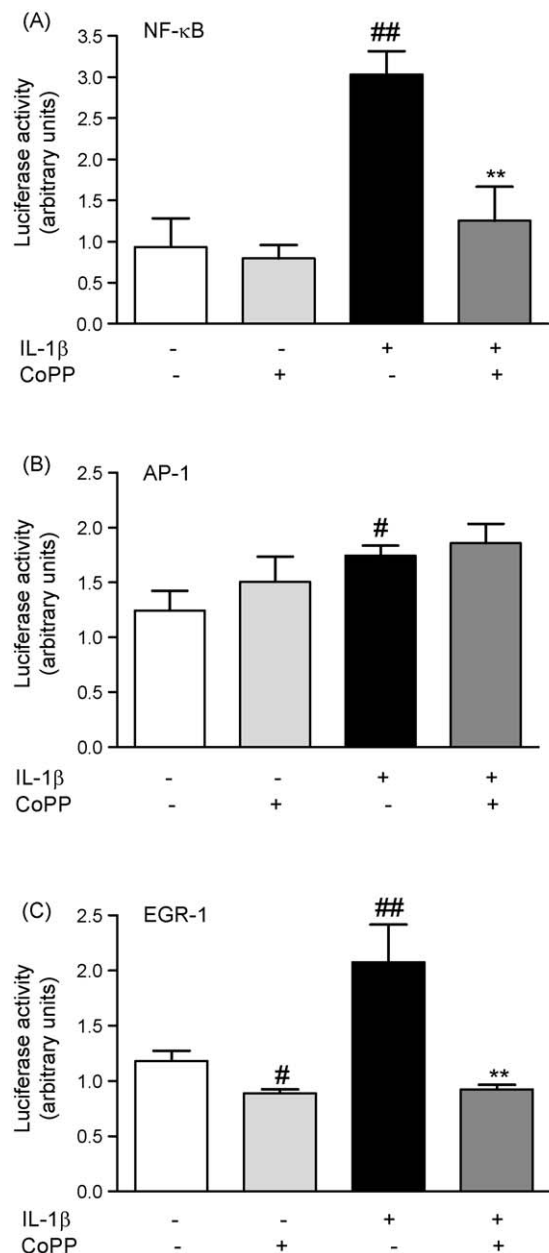 (A)
NF-κB
##
**
3.5
3.0
2.5
2.0
1.5
1.0
0.5
0.0
Luciferase activity
(arbitrary units)
IL-1β - - + +
CoPP - + - +
(B)
AP-1
#
2.5
2.0
1.5
1.0
0.5
0.0
Luciferase activity
(arbitrary units)
IL-1β - - + +
CoPP - + - +
(C)
EGR-1
##
#
**
2.5
2.0
1.5
1.0
0.5
0.0
Luciferase activity
(arbitrary units)
IL-1β - - + +
CoPP - + - +